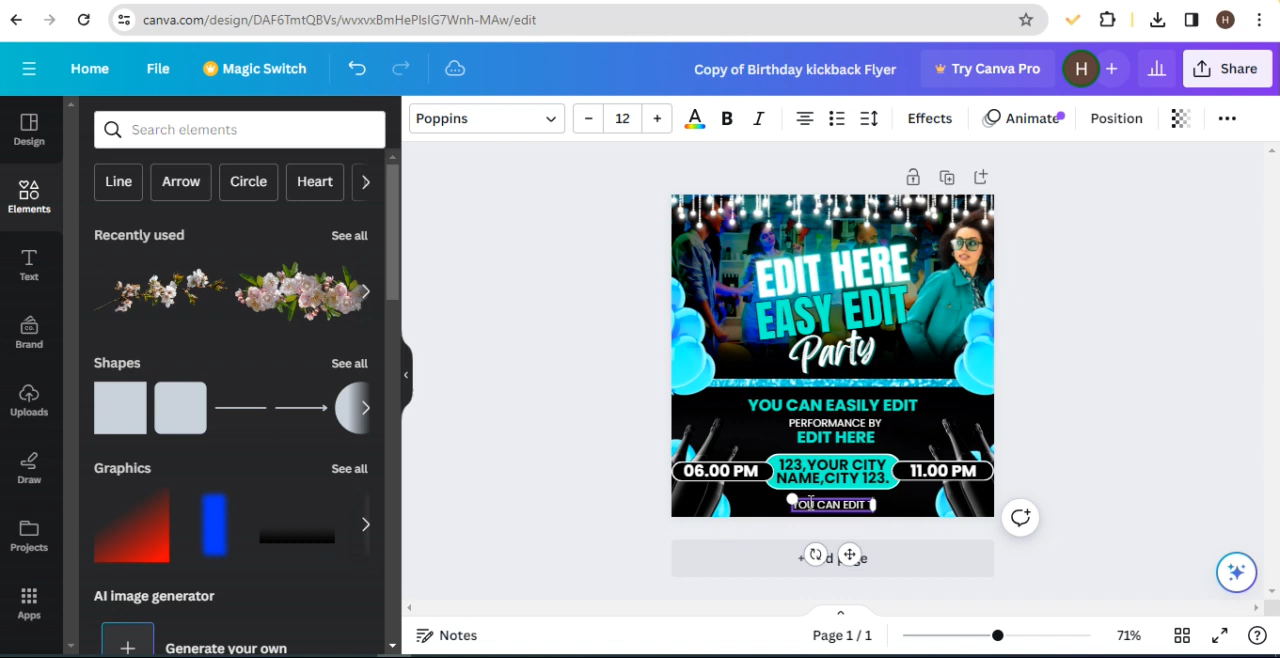 canva.com/design/DAF6TmtQBVs/wvxvxBmHePlsIG7Wnh-MAw/edit
H
Home
File
Magic Switch
Copy of Birthday kickback Flyer
Try Canva Pro
H
+
Share
Design
Elements
Text
Brand
Uploads
Draw
Projects
Apps
Search elements
Line
Arrow
Circle
Heart
Recently used
See all
Shapes
See all
Graphics
See all
AI image generator
Generate your own
Poppins
- 12 +
A
B
I
Effects
Animate
Position
EDIT HERE
EASY EDIT
Party
YOU CAN EASILY EDIT
PERFORMANCE BY
EDIT HERE
06.00 PM
123,YOUR CITY
NAME,CITY 123.
11.00 PM
YOU CAN EDIT
Notes
Page 1 / 1
71%